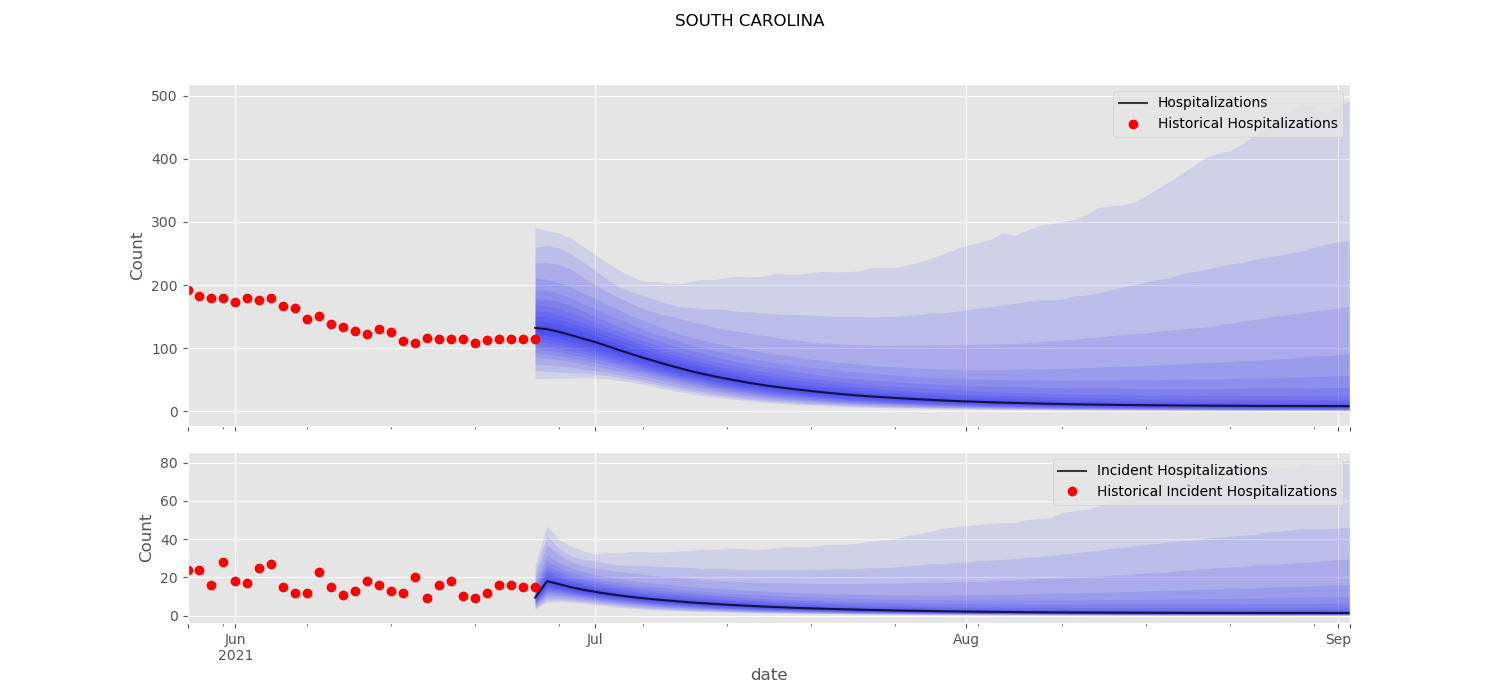 SOUTH CAROLINA
500
400
300
200
100
0
Count
Hospitalizations
Historical Hospitalizations
80
60
40
20
0
Count
Incident Hospitalizations
Historical Incident Hospitalizations
Jun
2021
Jul
Aug
Sep
date